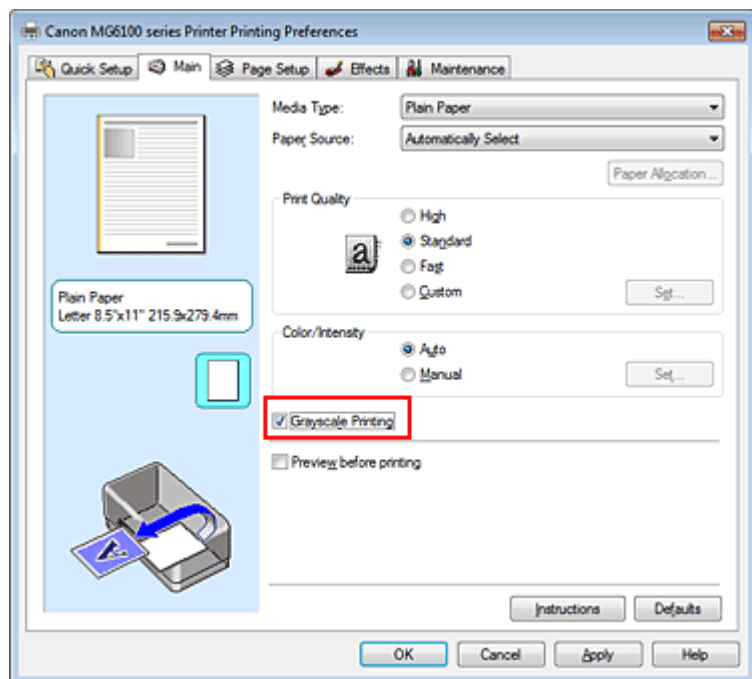 Canon MG6100 series Printer Printing Preferences
Quick Setup Main Page Setup Effects Maintenance
Media Type: Plain Paper
Paper Source: Automatically Select
Paper Allocation...
Print Quality
High
a Standard
Fast
Custom Set...
Plain Paper
Letter 8.5"x11" 215.9x279.4mm
Color/Intensity
Auto
Manual Set...
Grayscale Printing
Preview before printing
A
Instructions Defaults
OK Cancel Apply Help